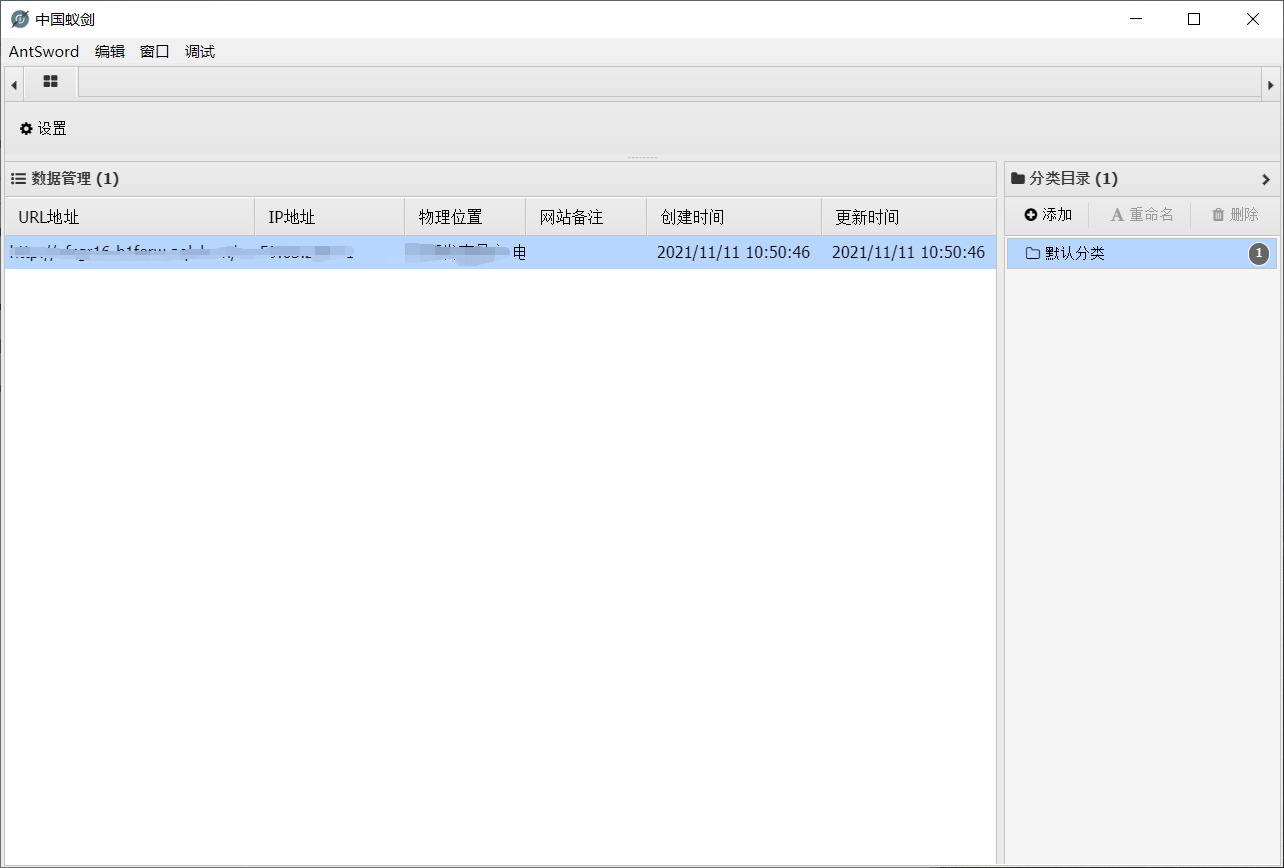 中国蚁剑
AntSword 编辑 窗口 调试
设置
数据管理 (1)
分类目录 (1)
URL地址 IP地址 物理位置 网站备注 创建时间 更新时间
添加 重命名 删除
电 2021/11/11 10:50:46 2021/11/11 10:50:46
默认分类 1